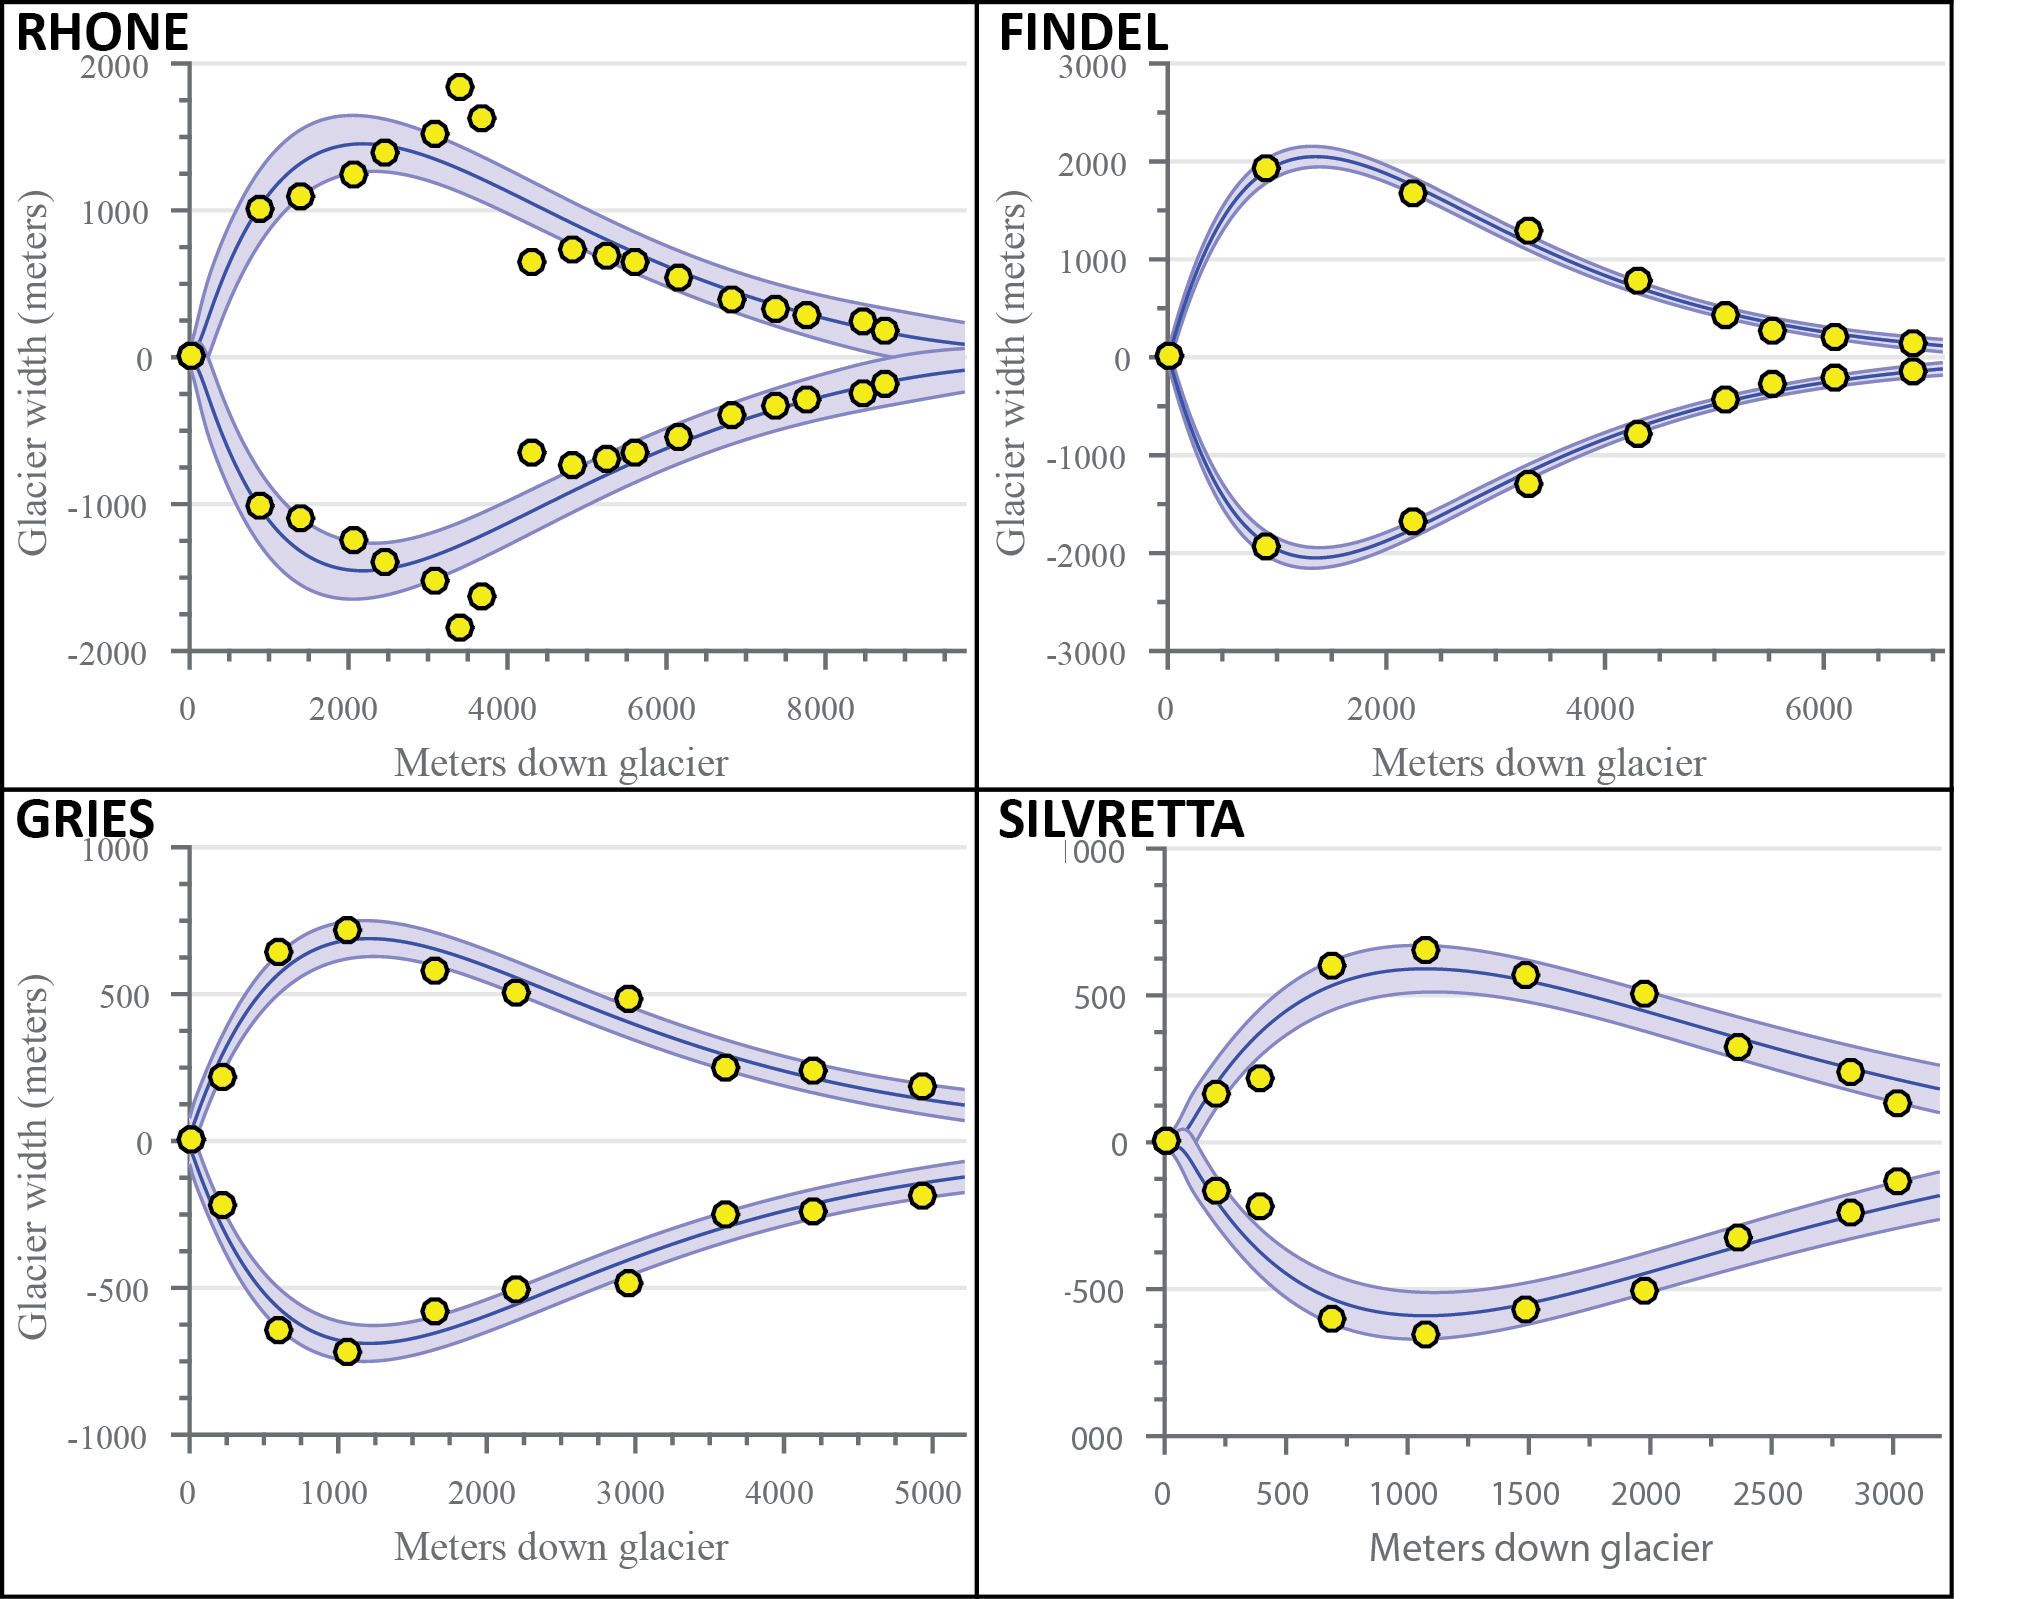 RHONE
2000
1000
0
-1000
-2000
Glacier width (meters)
0 2000 4000 6000 8000
Meters down glacier
FINDEL
3000
2000
1000
0
-1000
-2000
-3000
Glacier width (meters)
0 2000 4000 6000
Meters down glacier
GRIES
1000
500
0
-500
-1000
Glacier width (meters)
0 1000 2000 3000 4000 5000
Meters down glacier
SILVRETTA
000
500
0
-500
000
0 500 1000 1500 2000 2500 3000
Meters down glacier